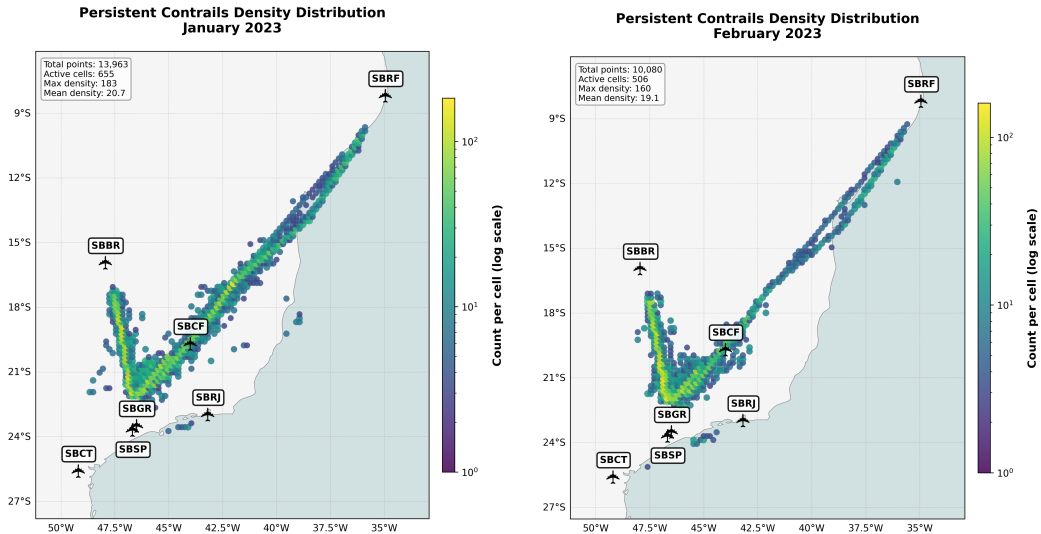 Persistent Contrails Density Distribution
January 2023
Total points: 13,963
Active cells: 655
Max density: 183
Mean density: 20.7
SBRF
SBBR
SBCF
SBRJ
SBGR
SBSP
SBCT
9°S
12°S
15°S
18°S
21°S
24°S
27°S
50°W
47.5°W
45°W
42.5°W
40°W
37.5°W
35°W
10²
10¹
10⁰
Count per cell (log scale)
Persistent Contrails Density Distribution
February 2023
Total points: 10,080
Active cells: 506
Max density: 160
Mean density: 19.1
SBRF
SBBR
SBCF
SBRJ
SBGR
SBSP
SBCT
9°S
12°S
15°S
18°S
21°S
24°S
27°S
50°W
47.5°W
45°W
42.5°W
40°W
37.5°W
35°W
10²
10¹
10⁰
Count per cell (log scale)